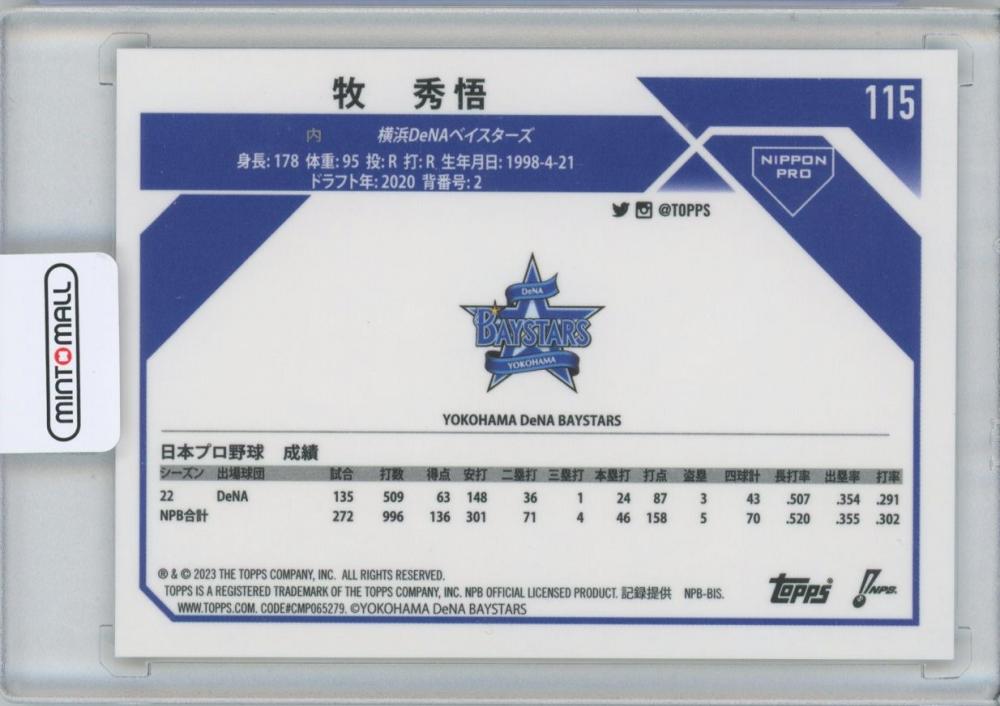 牧 秀悟
115
内 横浜DeNAベイスターズ
身長: 178 体重: 95 投: R 打: R 生年月日: 1998-4-21
ドラフト年: 2020 背番号: 2
NIPPON
PRO
@TOPPS
MINTOMALL
DeNA
BAYSTARS
YOKOHAMA
YOKOHAMA DeNA BAYSTARS
日本プロ野球 成績
シーズン 出場球団 試合 打数 得点 安打 二塁打 三塁打 本塁打 打点 盗塁 四球計 長打率 出塁率 打率
22 DeNA 135 509 63 148 36 1 24 87 3 43 .507 .354 .291
NPB合計 272 996 136 301 71 4 46 158 5 70 .520 .355 .302
® & © 2023 THE TOPPS COMPANY, INC. ALL RIGHTS RESERVED.
TOPPS IS A REGISTERED TRADEMARK OF THE TOPPS COMPANY, INC. NPB OFFICIAL LICENSED PRODUCT. 記録提供 NPB-BIS.
WWW.TOPPS.COM. CODE#CMP065279. ©YOKOHAMA DeNA BAYSTARS
Topps
NPB.